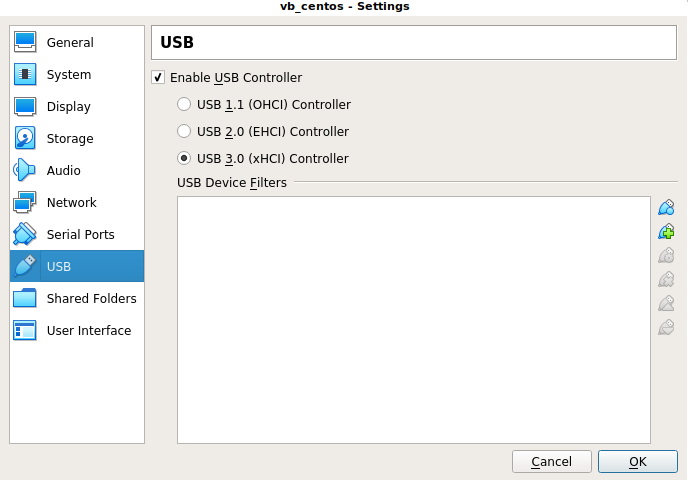 vb_centos - Settings
General
System
Display
Storage
Audio
Network
Serial Ports
USB
Shared Folders
User Interface
USB
Enable USB Controller
USB 1.1 (OHCI) Controller
USB 2.0 (EHCI) Controller
USB 3.0 (xHCI) Controller
USB Device Filters
Cancel
OK